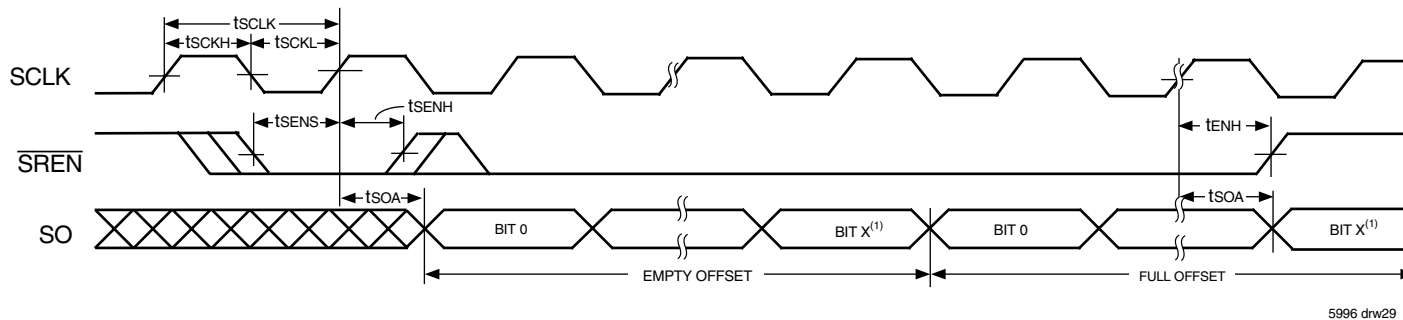 tSCLK
tSCKH tSCKL
SCLK
tSENH
tSENS tENH
SREN
tSOA tSOA
SO BIT 0 BIT X(1) BIT 0 BIT X(1)
EMPTY OFFSET FULL OFFSET
5996 drw29